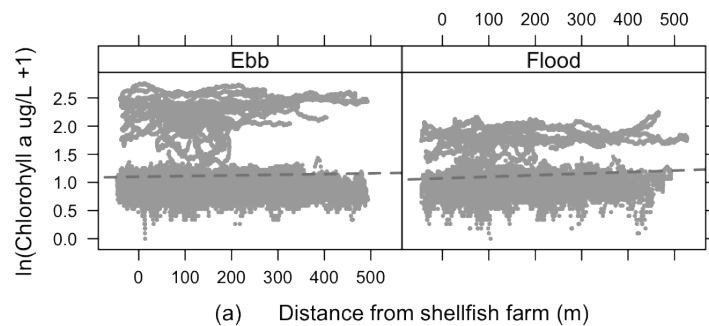 0 100 200 300 400 500
Ebb Flood
ln(Chlorohyll a ug/L +1)
2.5
2.0
1.5
1.0
0.5
0.0
0 100 200 300 400 500
(a) Distance from shellfish farm (m)